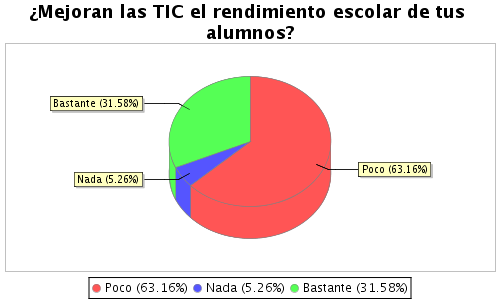 ¿Mejoran las TIC el rendimiento escolar de tus
alumnos?
Bastante (31.58%)
Poco (63.16%)
Nada (5.26%)
Poco (63.16%) Nada (5.26%) Bastante (31.58%)